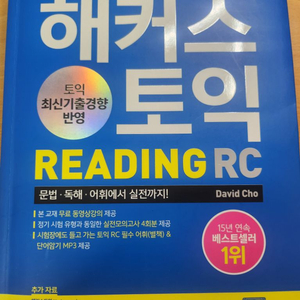 해커스
토익
최신기출경향
반영
토익
READING RC
문법·독해·어휘에서 실전까지!
David Cho
본 교재 무료 동영상강의 제공
정기 시험 유형과 동일한 실전모의고사 4회분 제공
시험장에도 들고 가는 토익 RC 필수 어휘(별책) &
단어암기 MP3 제공
15년 연속
베스트셀러
1위
추가 자료